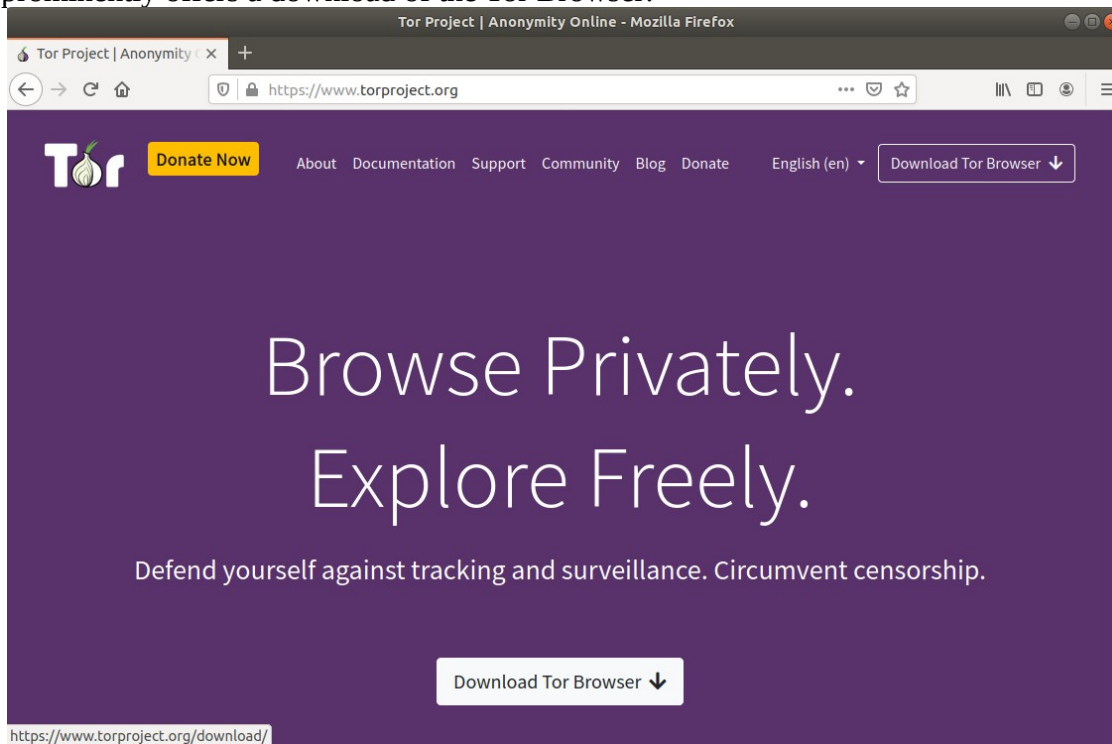 prominently offers a download of the Tor Browser.
Tor Project | Anonymity Online - Mozilla Firefox
Tor Project | Anonymity
https://www.torproject.org
Tor Donate Now About Documentation Support Community Blog Donate English (en) Download Tor Browser
Browse Privately.
Explore Freely.
Defend yourself against tracking and surveillance. Circumvent censorship.
Download Tor Browser
https://www.torproject.org/download/